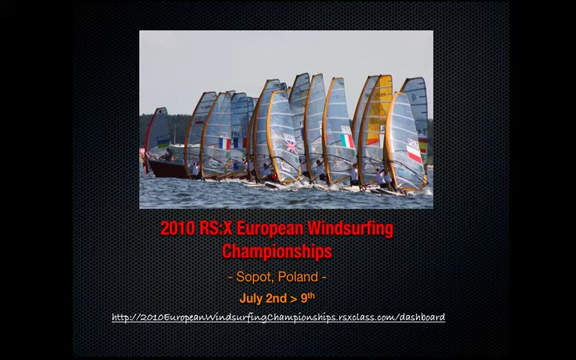 2010 RS:X European Windsurfing
Championships
- Sopot, Poland -
July 2nd > 9th
http://2010EuropeanWindsurfingChampionships.rsxclass.com/dashboard